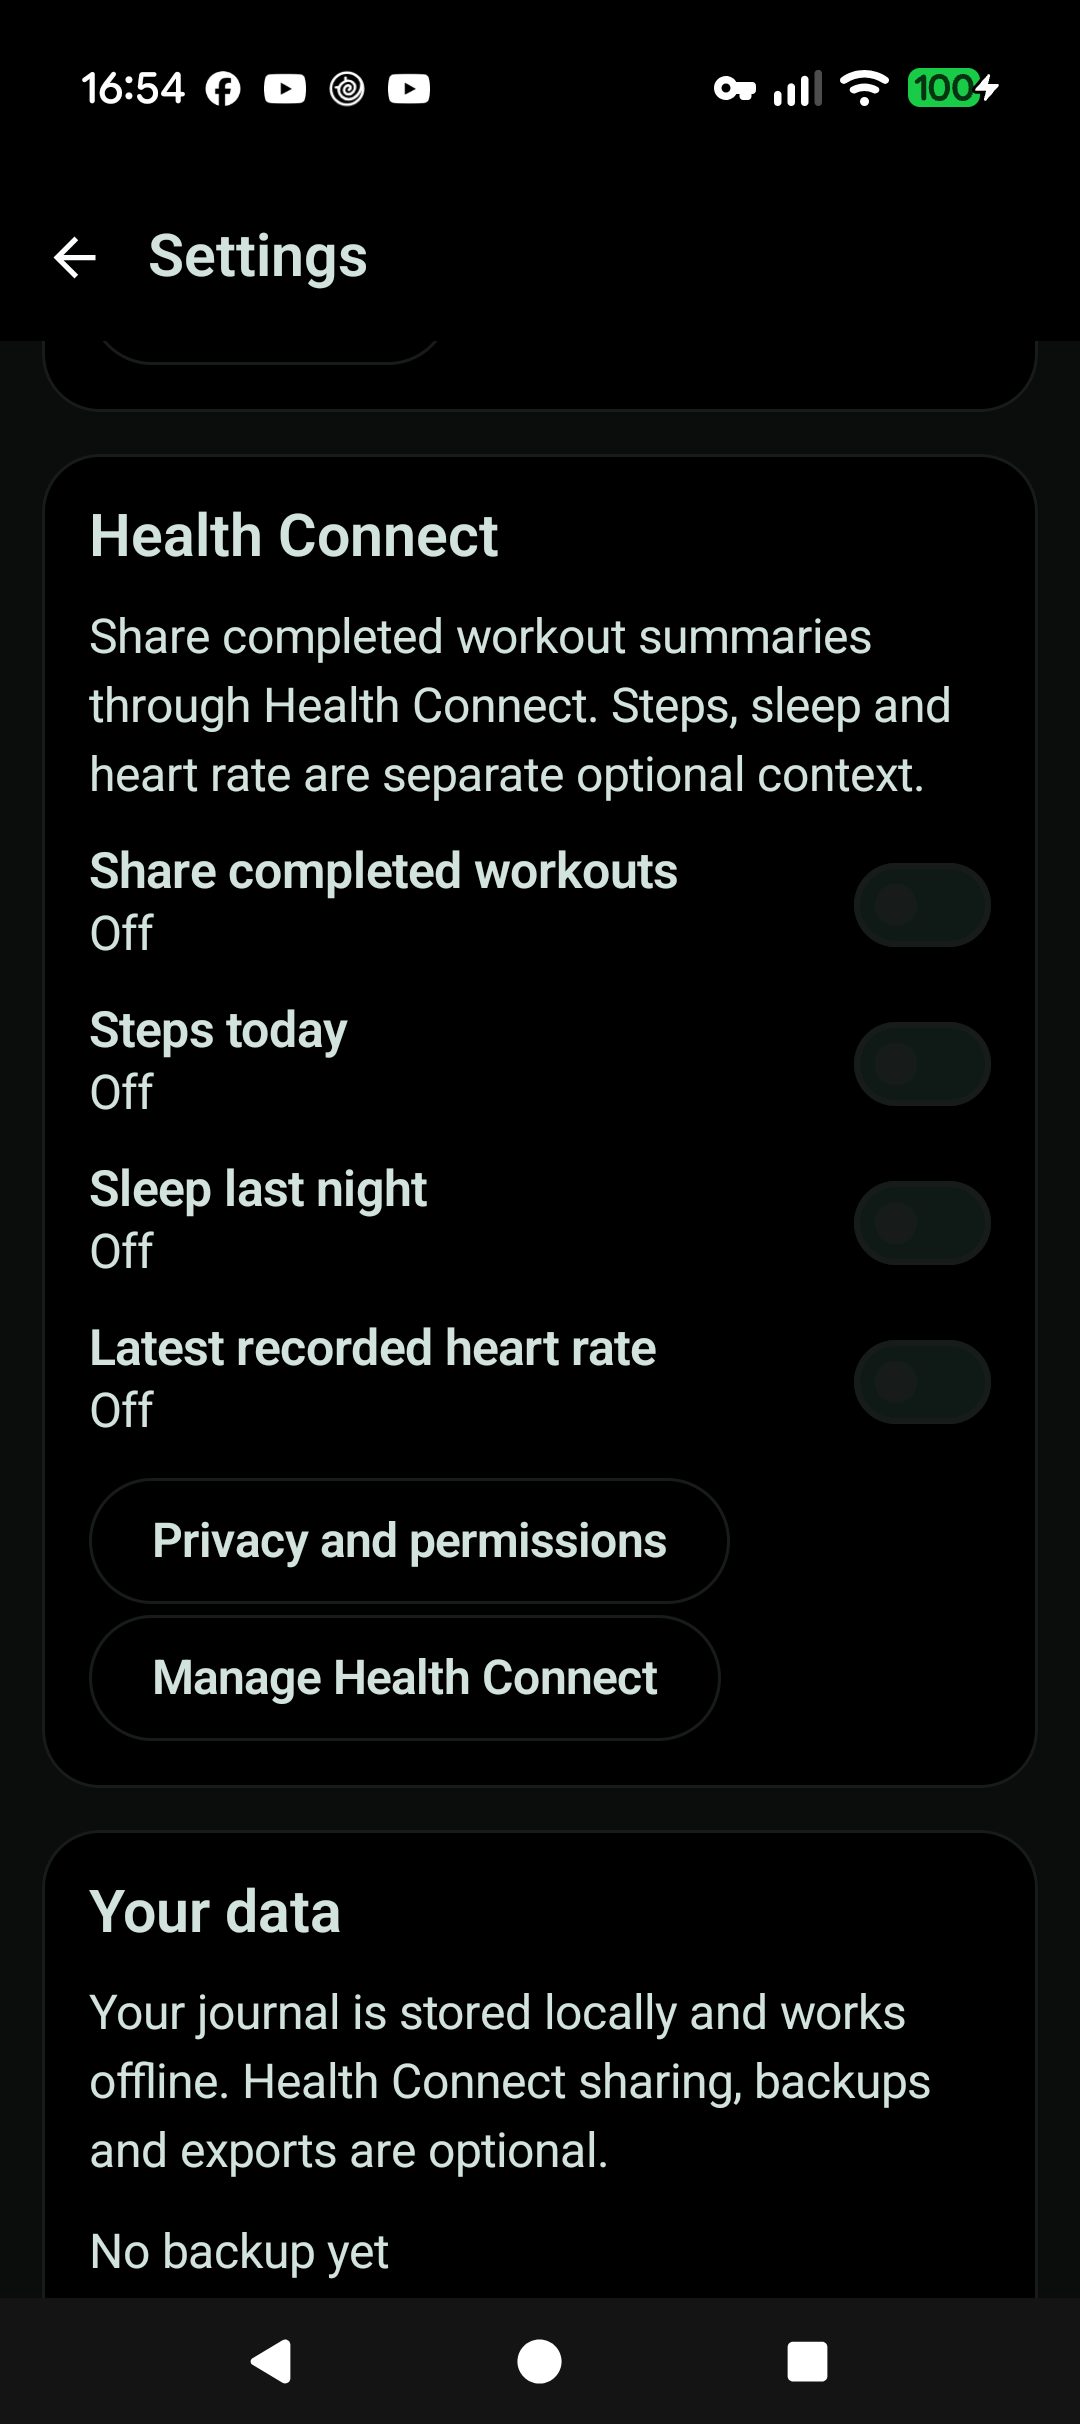 16:54
100
Settings
Health Connect
Share completed workout summaries
through Health Connect. Steps, sleep and
heart rate are separate optional context.
Share completed workouts
Off
Steps today
Off
Sleep last night
Off
Latest recorded heart rate
Off
Privacy and permissions
Manage Health Connect
Your data
Your journal is stored locally and works
offline. Health Connect sharing, backups
and exports are optional.
No backup yet